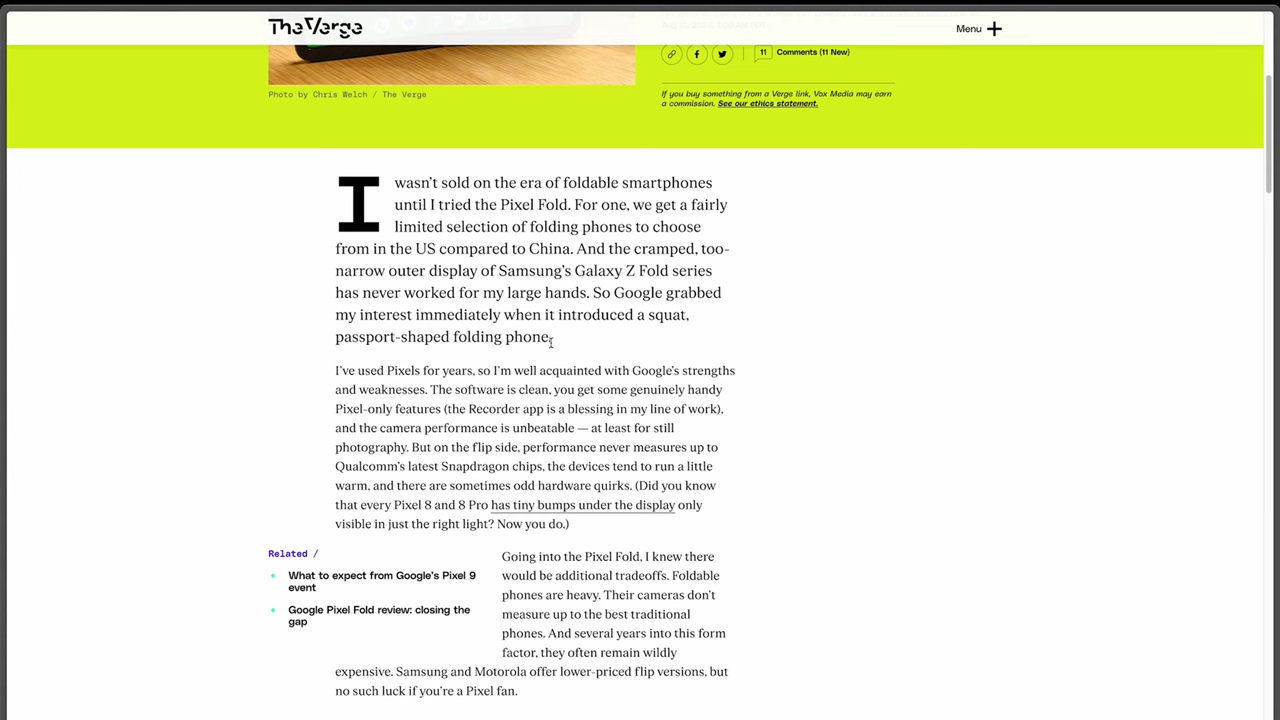 TheVerge
Menu
11
Comments (11 New)
Photo by Chris Welch / The Verge
If you buy something from a Verge link, Vox Media may earn
a commission. See our ethics statement.
I wasn't sold on the era of foldable smartphones
until I tried the Pixel Fold. For one, we get a fairly
limited selection of folding phones to choose
from in the US compared to China. And the cramped, too-
narrow outer display of Samsung's Galaxy Z Fold series
has never worked for my large hands. So Google grabbed
my interest immediately when it introduced a squat,
passport-shaped folding phone.
I've used Pixels for years, so I'm well acquainted with Google's strengths
and weaknesses. The software is clean, you get some genuinely handy
Pixel-only features (the Recorder app is a blessing in my line of work),
and the camera performance is unbeatable — at least for still
photography. But on the flip side, performance never measures up to
Qualcomm's latest Snapdragon chips, the devices tend to run a little
warm, and there are sometimes odd hardware quirks. (Did you know
that every Pixel 8 and 8 Pro has tiny bumps under the display only
visible in just the right light? Now you do.)
Related /
What to expect from Google's Pixel 9
event
Google Pixel Fold review: closing the
gap
Going into the Pixel Fold, I knew there
would be additional tradeoffs. Foldable
phones are heavy. Their cameras don't
measure up to the best traditional
phones. And several years into this form
factor, they often remain wildly
expensive. Samsung and Motorola offer lower-priced flip versions, but
no such luck if you're a Pixel fan.